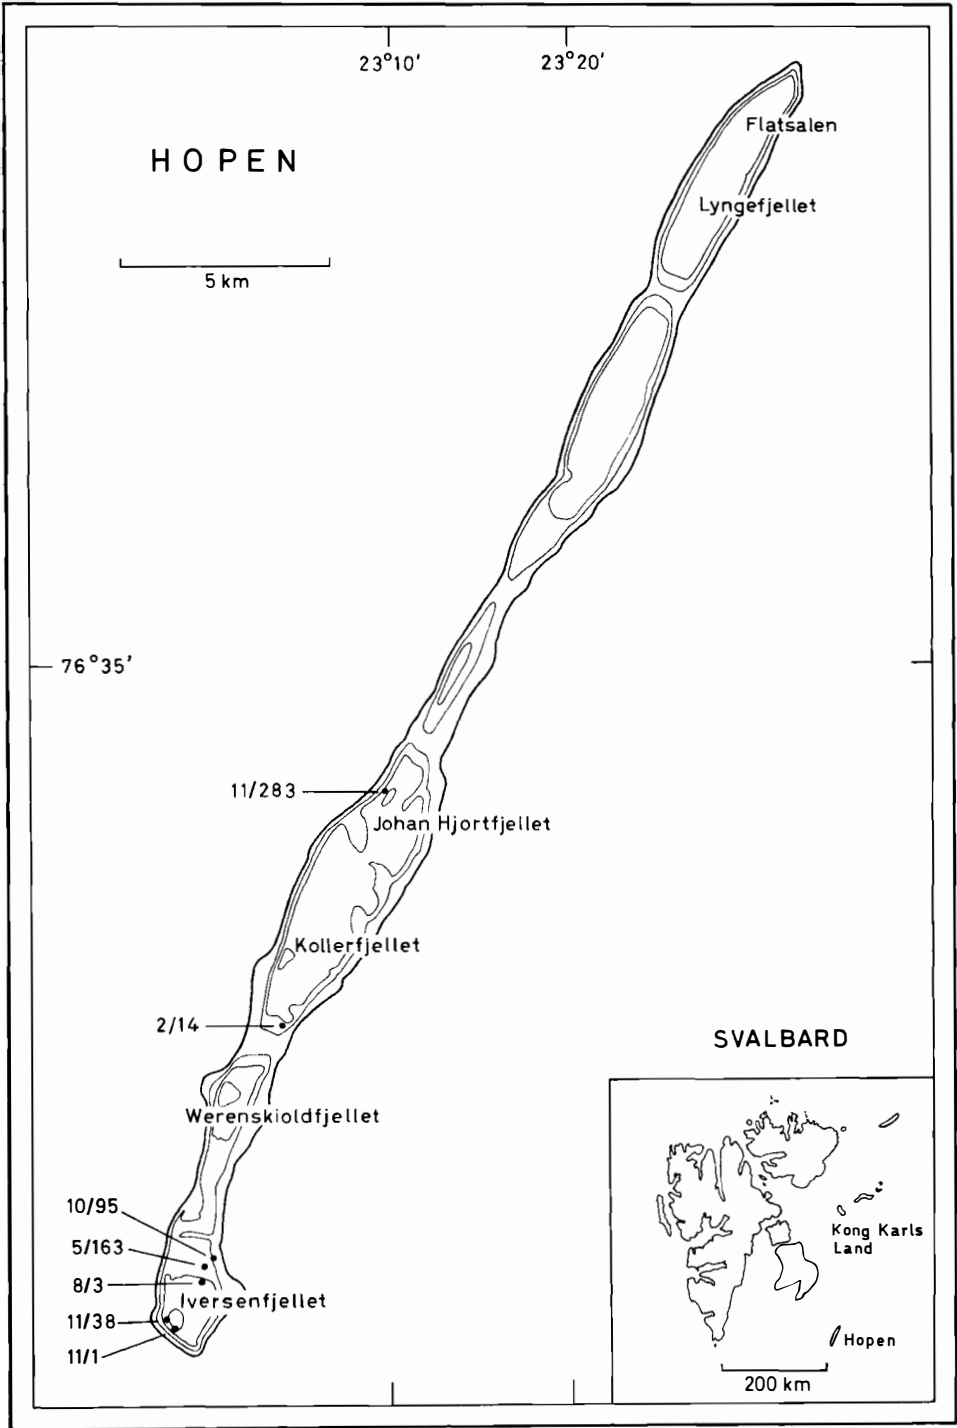 23°10'
23°20'
HOPEN
Flatsalen
Lyngefjellet
5 km
76°35'
11/283
Johan Hjortfjellet
Kollerfjellet
2/14
SVALBARD
Werenskioldfjellet
10/95
5/163
8/3
Iversenfjellet
11/38
11/1
Kong Karls
Land
Hopen
200 km